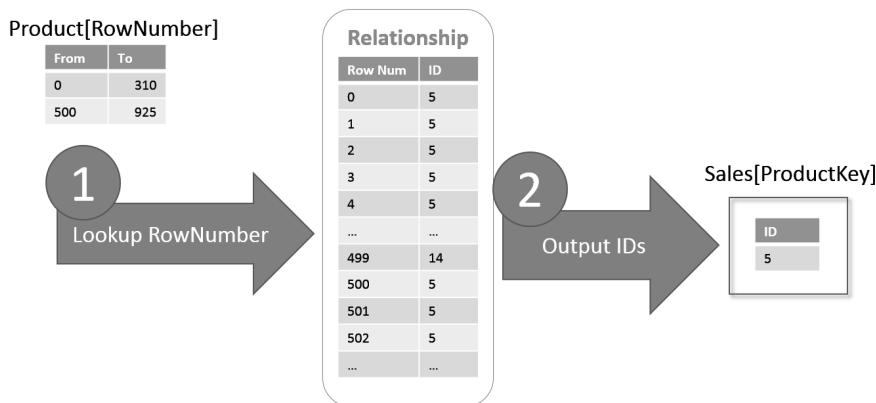 Product[RowNumber]
From To
0 310
500 925
1
Lookup RowNumber
Relationship
Row Num ID
0 5
1 5
2 5
3 5
4 5
... ...
499 14
500 5
501 5
502 5
... ...
2
Output IDs
Sales[ProductKey]
ID
5